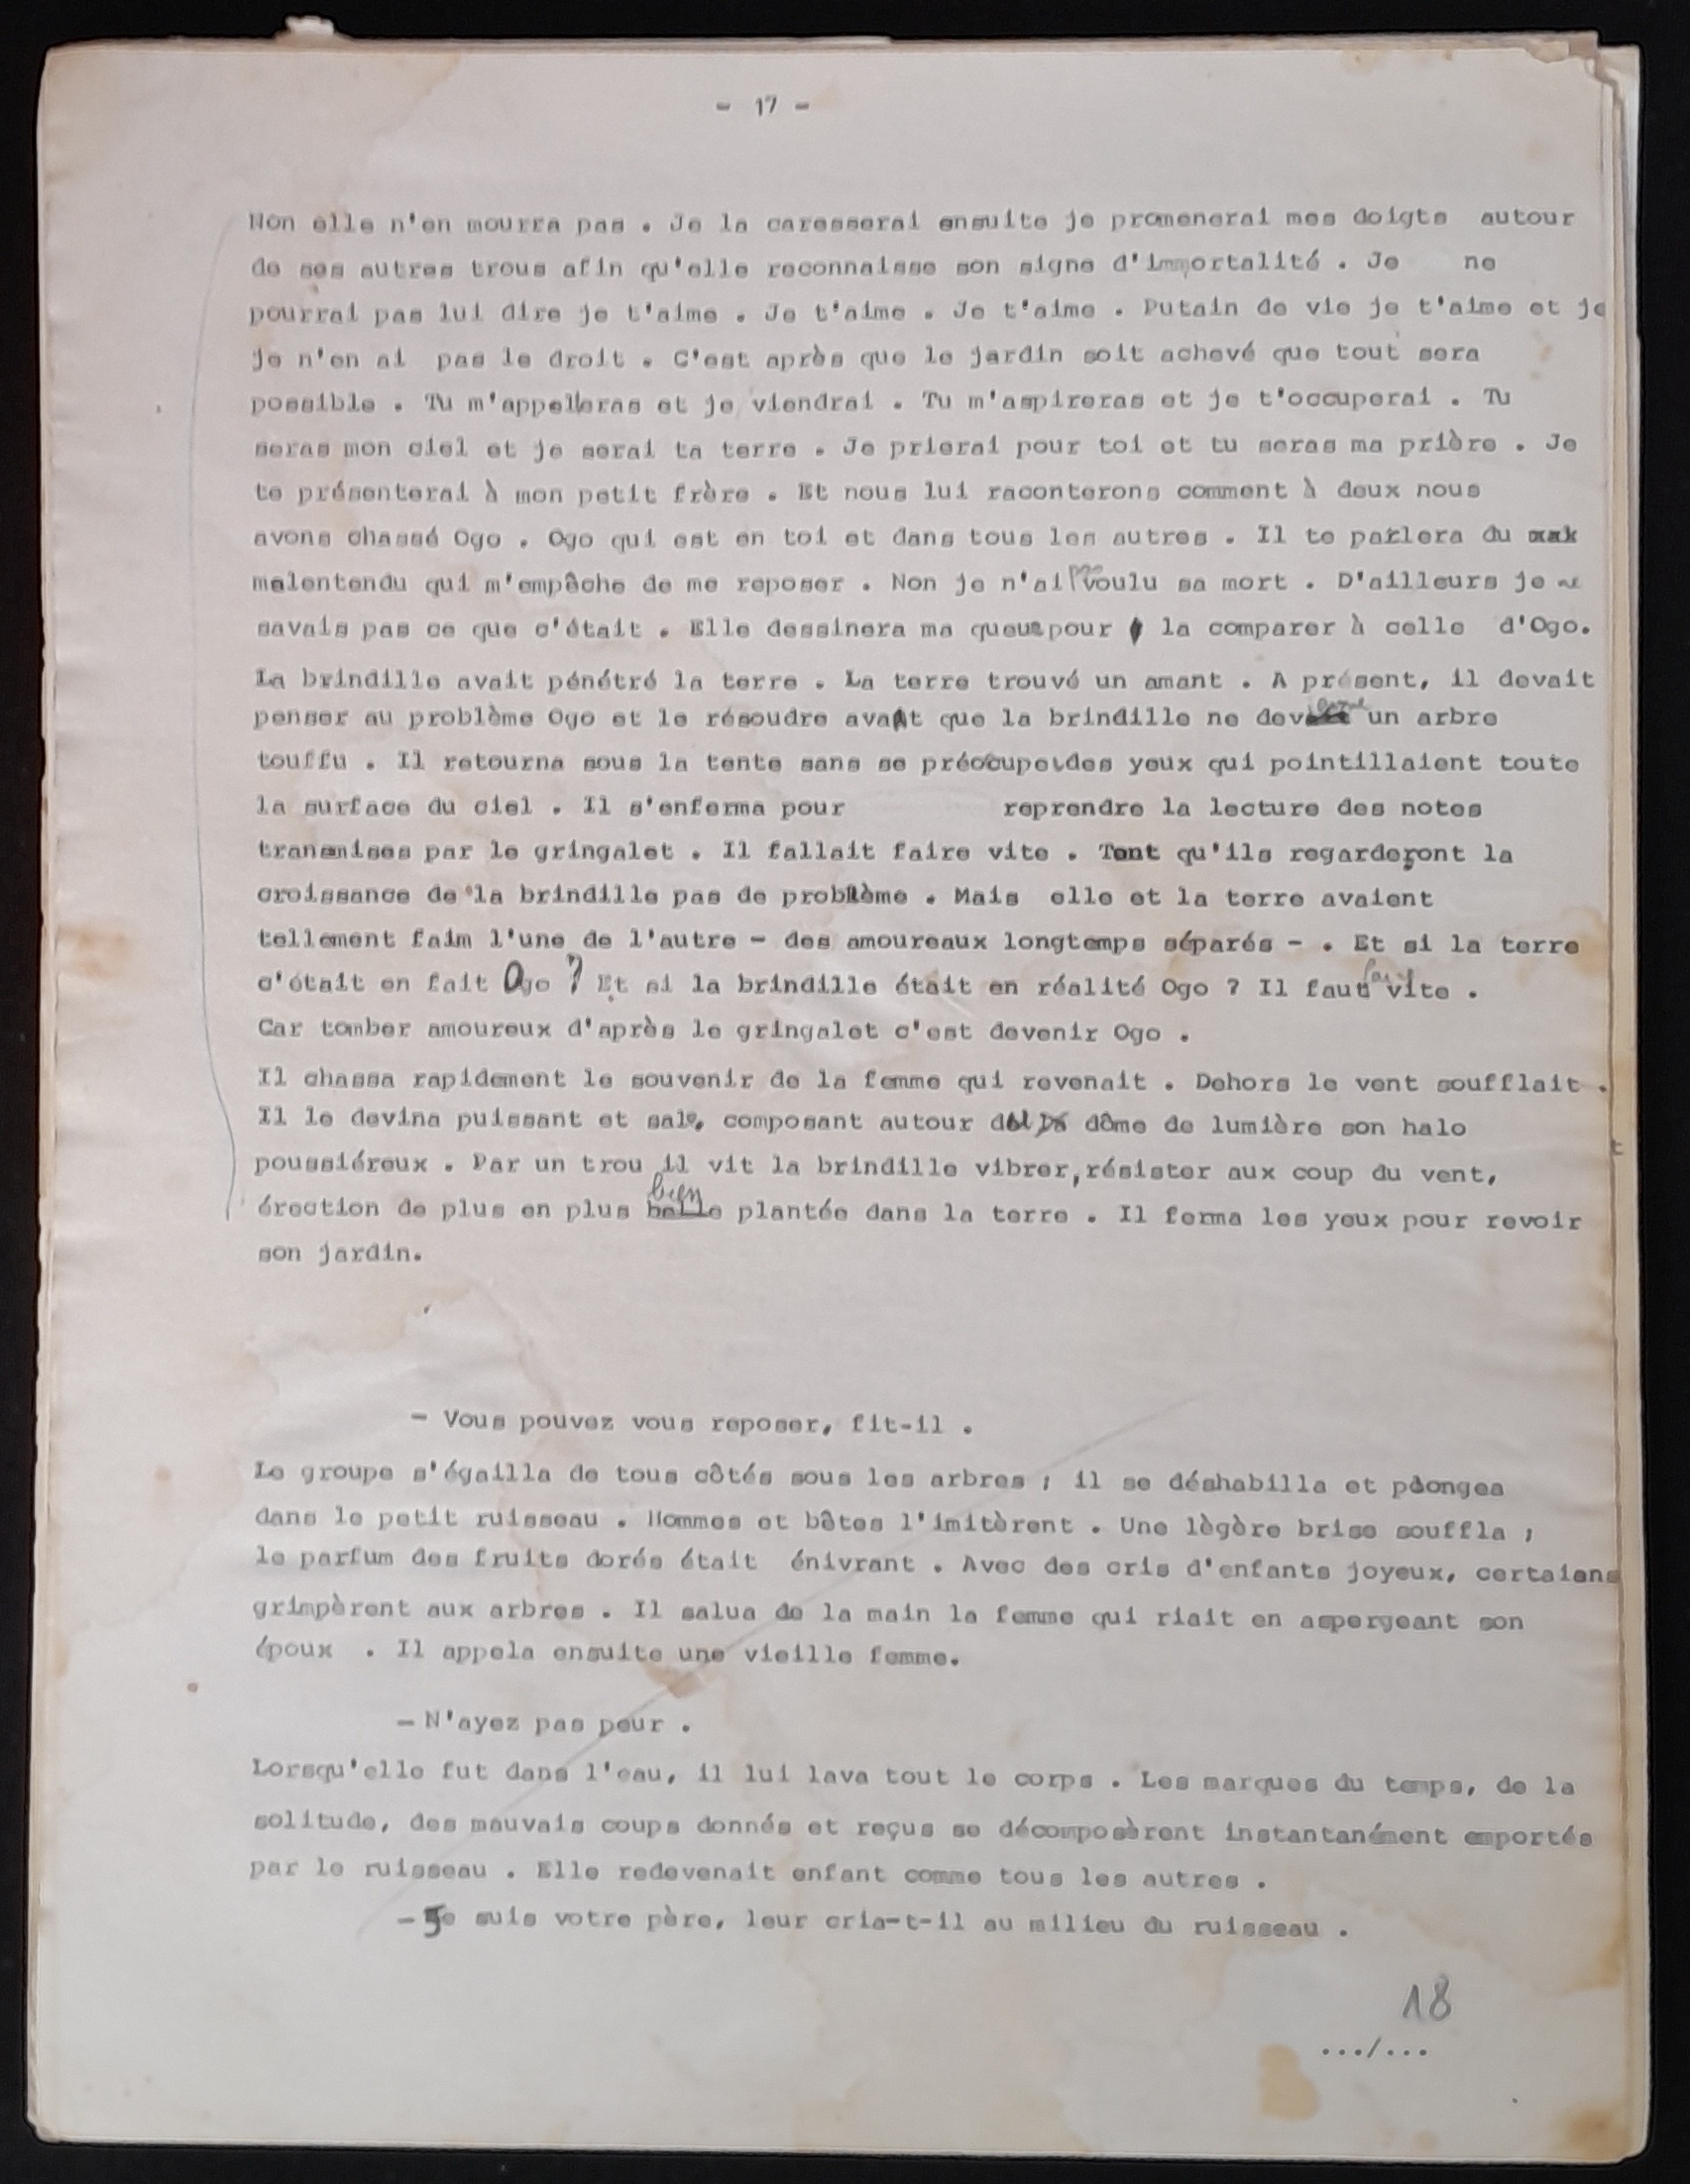 - 17 -
Non elle n'en mourra pas . Je la caresserai ensuite je promenerai mes doigts autour
de ses autres trous afin qu'elle reconnaisse son signe d'immortalité . Je ne
pourrai pas lui dire je t'aime . Je t'aime . Je t'aime . Putain de vie je t'aime et je
je n'en ai pas le droit . C'est après que le jardin soit achevé que tout sera
possible . Tu m'appelleras et je viendrai . Tu m'aspireras et je t'occuperai . Tu
seras mon ciel et je serai ta terre . Je prierai pour toi et tu seras ma prière . Je
te présenterai à mon petit frère . Et nous lui raconterons comment à deux nous
avons chassé Ogo . Ogo qui est en toi et dans tous les autres . Il te parlera du
malentendu qui m'empêche de me reposer . Non je n'ai pas voulu sa mort . D'ailleurs je ne
savais pas ce que c'était . Elle dessinera ma queue pour la comparer à celle d'Ogo.
La brindille avait pénétré la terre . La terre trouvé un amant . A présent, il devait
penser au problème Ogo et le résoudre avant que la brindille ne devienne un arbre
touffu . Il retourna sous la tente sans se préoccuper des yeux qui pointillaient toute
la surface du ciel . Il s'enferma pour reprendre la lecture des notes
transmises par le gringalet . Il fallait faire vite . Tant qu'ils regarderont la
croissance de la brindille pas de problème . Mais elle et la terre avaient
tellement faim l'une de l'autre - des amoureaux longtemps séparés - . Et si la terre
c'était en fait Ogo ? Et si la brindille était en réalité Ogo ? Il faut faire vite .
Car tomber amoureux d'après le gringalet c'est devenir Ogo .
Il chassa rapidement le souvenir de la femme qui revenait . Dehors le vent soufflait .
Il le devina puissant et sale, composant autour du dôme de lumière son halo
poussiéreux . Par un trou il vit la brindille vibrer, résister aux coup du vent,
érection de plus en plus bien plantée dans la terre . Il ferma les yeux pour revoir
son jardin.
- Vous pouvez vous reposer, fit-il .
Le groupe s'égailla de tous côtés sous les arbres ; il se déshabilla et plongea
dans le petit ruisseau . Hommes et bêtes l'imitèrent . Une lègère brise souffla ;
le parfum des fruits dorés était énivrant . Avec des cris d'enfants joyeux, certaiens
grimpèrent aux arbres . Il salua de la main la femme qui riait en aspergeant son
époux . Il appela ensuite une vieille femme.
- N'ayez pas peur .
Lorsqu'elle fut dans l'eau, il lui lava tout le corps . Les marques du temps, de la
solitude, des mauvais coups donnés et reçus se décomposèrent instantanément emportés
par le ruisseau . Elle redevenait enfant comme tous les autres .
- Je suis votre père, leur cria-t-il au milieu du ruisseau .
18
.../...